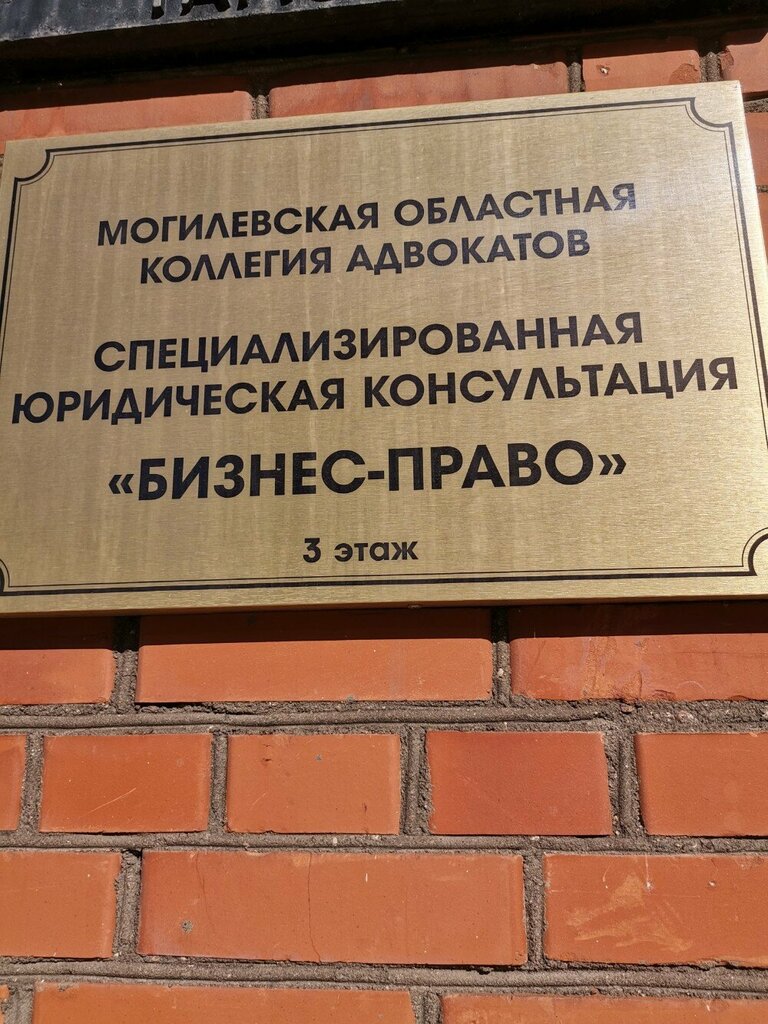 МОГИЛЕВСКАЯ ОБЛАСТНАЯ
КОЛЛЕГИЯ АДВОКАТОВ
СПЕЦИАЛИЗИРОВАННАЯ
ЮРИДИЧЕСКАЯ КОНСУЛЬТАЦИЯ
«БИЗНЕС-ПРАВО»
3 этаж